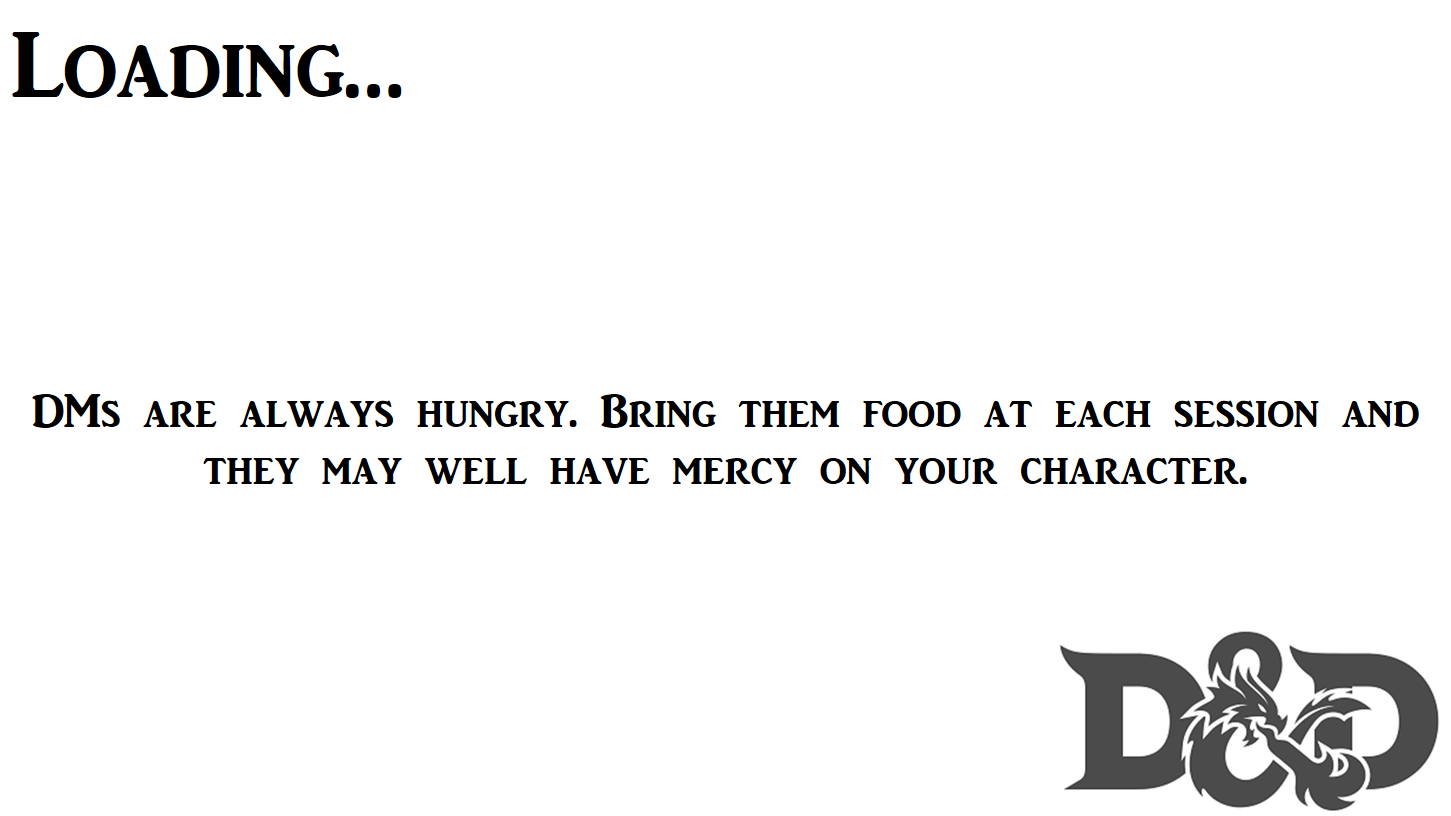 Loading...
DMs are always hungry. Bring them food at each session and
they may well have mercy on your character.
D&D